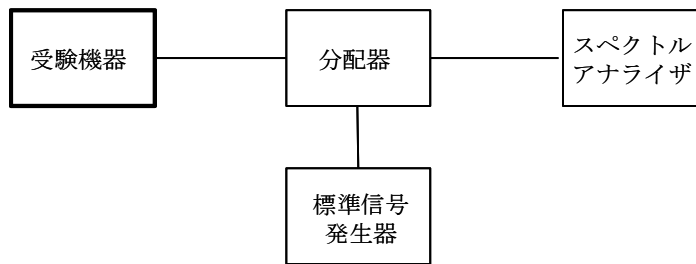 受験機器
分配器
スペクトル
アナライザ
標準信号
発生器